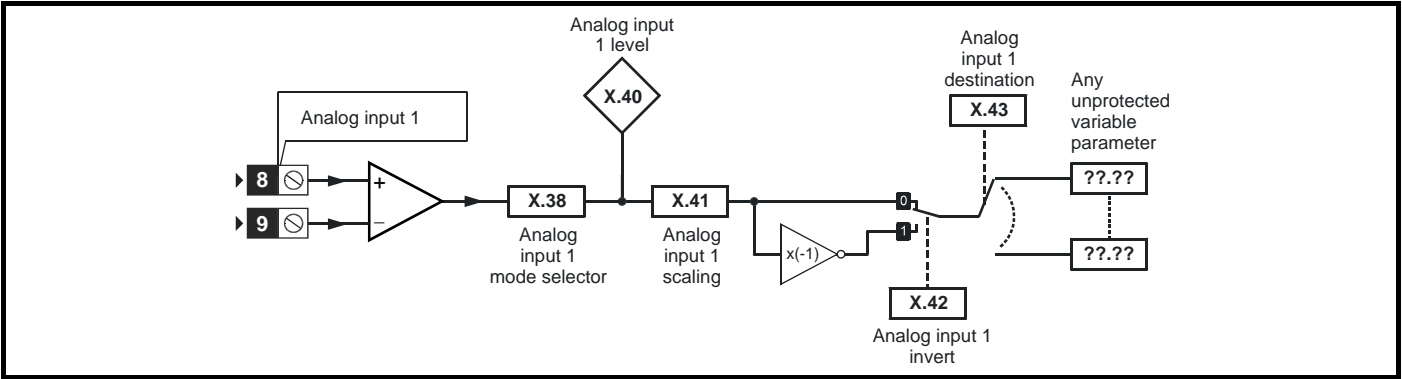 Analog input
1 level
X.40
Analog input 1
8
9
+
−
X.38
Analog
input 1
mode selector
X.41
Analog
input 1
scaling
x(-1)
0
1
X.42
Analog input 1
invert
Analog
input 1
destination
X.43
Any
unprotected
variable
parameter
??.??
??.??